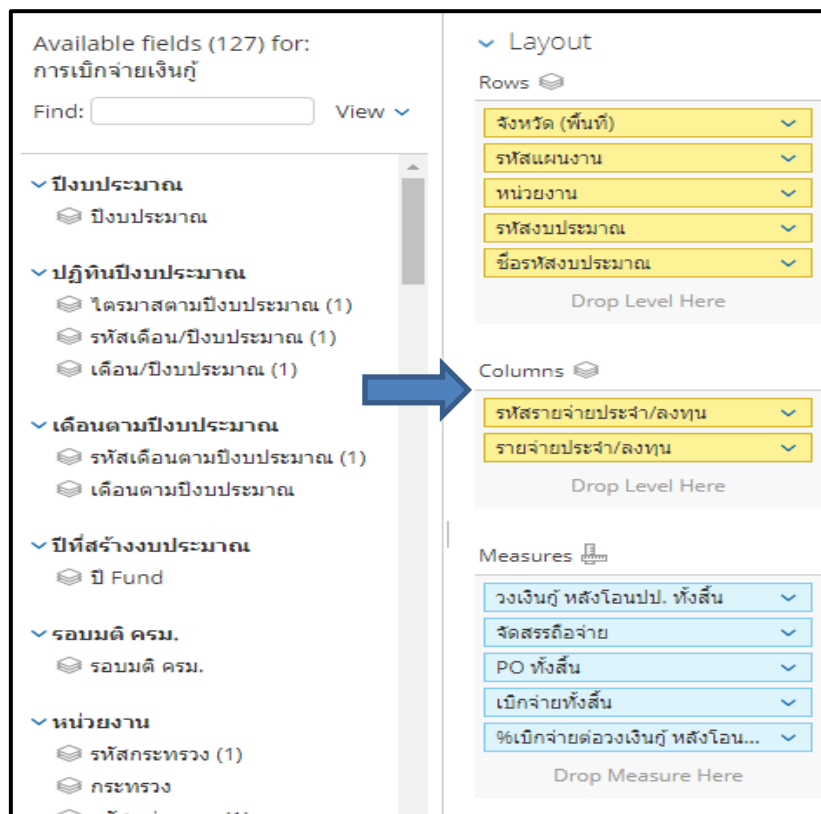 Available fields (127) for:
การเบิกจ่ายเงินกู้
Find:
View
ปีงบประมาณ
ปีงบประมาณ
ปฏิทินปีงบประมาณ
ไตรมาสตามปีงบประมาณ (1)
รหัสเดือน/ปีงบประมาณ (1)
เดือน/ปีงบประมาณ (1)
เดือนตามปีงบประมาณ
รหัสเดือนตามปีงบประมาณ (1)
เดือนตามปีงบประมาณ
ปีที่สร้างงบประมาณ
ปี Fund
รอบมติ ครม.
รอบมติ ครม.
หน่วยงาน
รหัสกระทรวง (1)
กระทรวง
Layout
Rows
จังหวัด (พื้นที่)
รหัสแผนงาน
หน่วยงาน
รหัสงบประมาณ
ชื่อรหัสงบประมาณ
Drop Level Here
Columns
รหัสรายจ่ายประจำ/ลงทุน
รายจ่ายประจำ/ลงทุน
Drop Level Here
Measures
วงเงินกู้ หลังโอนปป. ทั้งสิ้น
จัดสรรถือจ่าย
PO ทั้งสิ้น
เบิกจ่ายทั้งสิ้น
%เบิกจ่ายต่อวงเงินกู้ หลังโอน...
Drop Measure Here